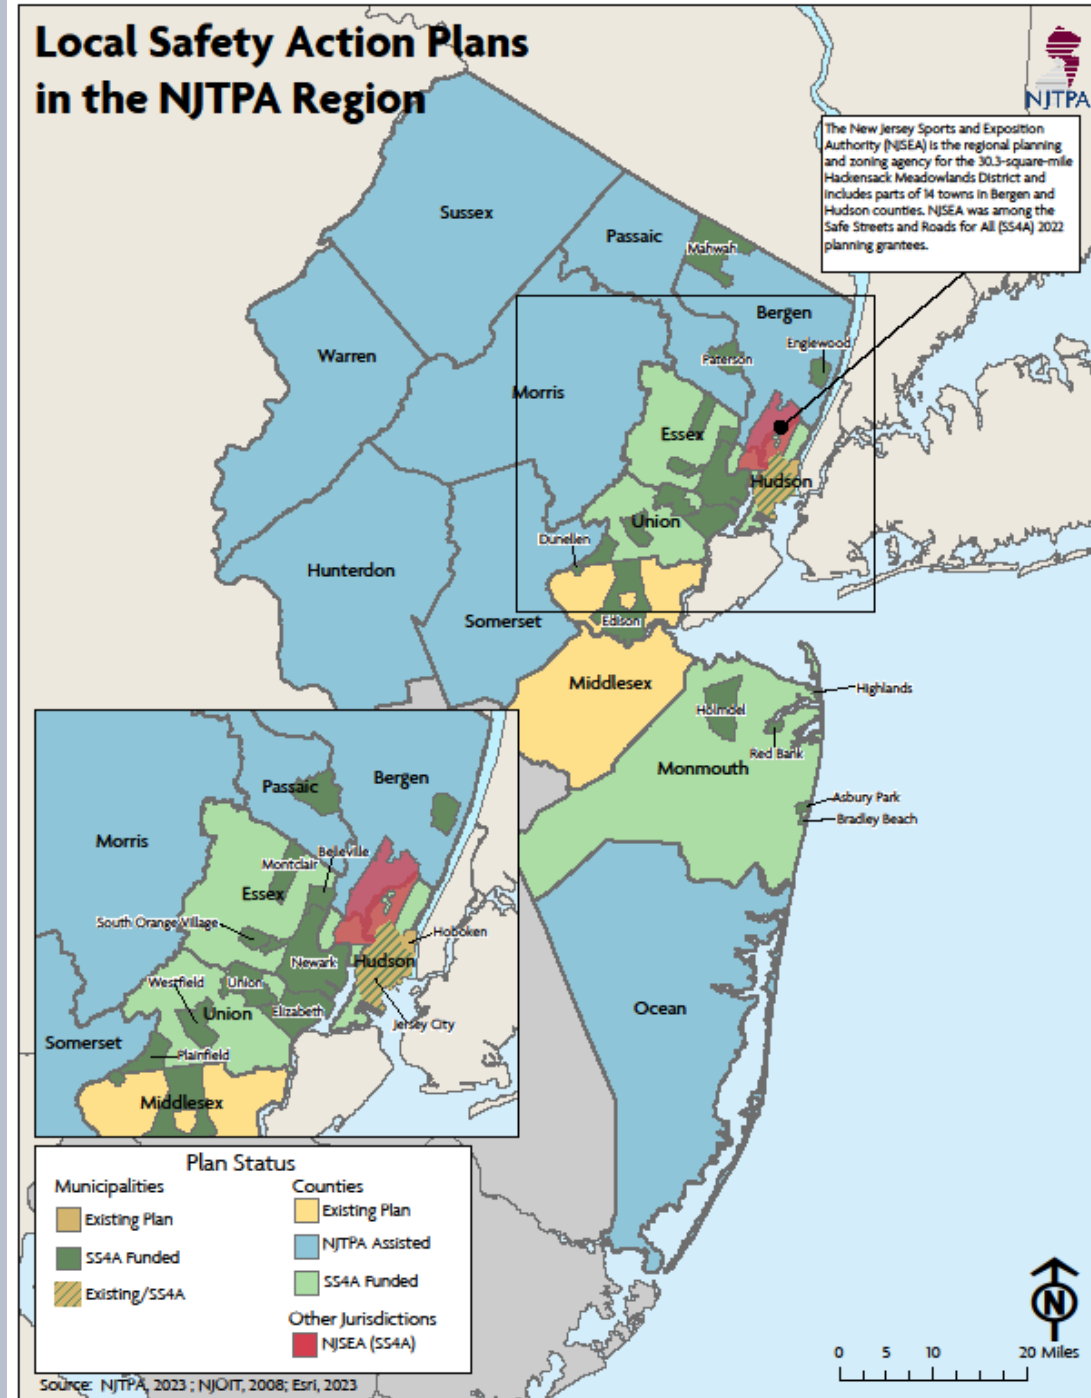 Local Safety Action Plans
in the NJTPA Region
NJTPA
The New Jersey Sports and Exposition
Authority (NJSEA) is the regional planning
and zoning agency for the 30.3-square-mile
Hackensack Meadowlands District and
includes parts of 14 towns in Bergen and
Hudson counties. NJSEA was among the
Safe Streets and Roads for All (SS4A) 2022
planning grantees.
Sussex
Passaic
Mahwah
Bergen
Warren
Paterson
Englewood
Morris
Essex
Hudson
Union
Dunellen
Hunterdon
Somerset
Edison
Middlesex
Highlands
Holmdel
Red Bank
Monmouth
Asbury Park
Bradley Beach
Ocean
Passaic
Bergen
Morris
Montclair
Belleville
Essex
South Orange Village
Hoboken
Newark
Hudson
Westfield
Union
Union
Elizabeth
Jersey City
Somerset
Plainfield
Middlesex
Plan Status
Municipalities
Existing Plan
SS4A Funded
Existing/SS4A
Counties
Existing Plan
NJTPA Assisted
SS4A Funded
Other Jurisdictions
NJSEA (SS4A)
N
0 5 10 20 Miles
Source: NJTPA, 2023 ; NJOIT, 2008; Esri, 2023